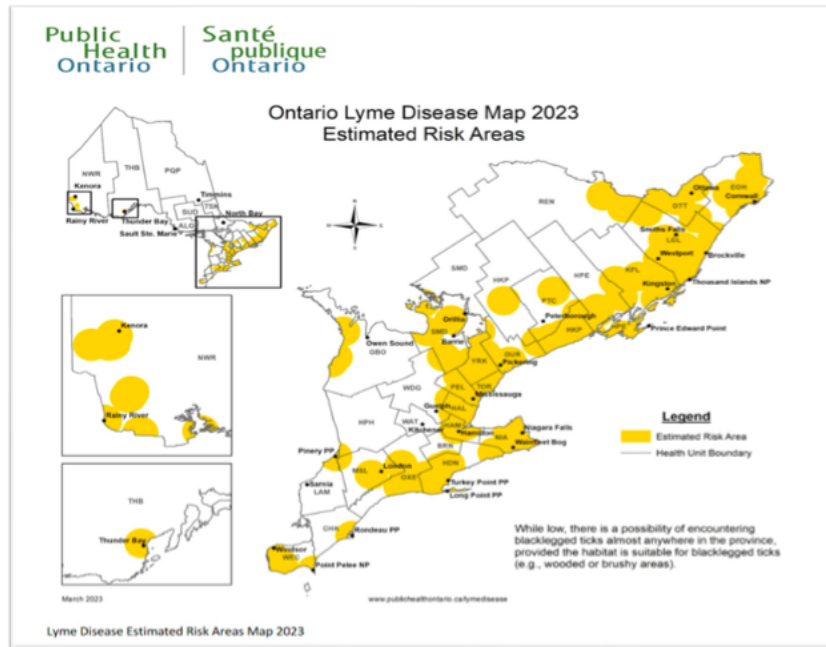 Public
Health
Ontario
Santé
publique
Ontario
Ontario Lyme Disease Map 2023
Estimated Risk Areas
NWR
THB
PQP
Kenora
Timmins
TSK
SUD
North Bay
Rainy River
Thunder Bay
ALG
Sault Ste. Marie
REN
Ottawa
OTT
EOH
Cornwall
Smiths Falls
LGL
Brockville
Westport
SMD
HKP
HPE
KFL
Thousand Islands NP
Kingston
PTC
Peterborough
HKP
Prince Edward Point
Orillia
SMD
Barrie
Owen Sound
GBO
DUR
YRK
Pickering
WDG
PEL
TOR
Mississauga
Guelph
HAL
HPH
WAT
Kitchener
HAM
Hamilton
Niagara Falls
NIA
Wainfleet Bog
BRN
Pinery PP
London
MSL
OXE
HDN
Turkey Point PP
Long Point PP
Sarnia
LAM
CHK
Rondeau PP
Windsor
WEC
Point Pelee NP
Kenora
NWR
Rainy River
THB
Thunder Bay
Legend
Estimated Risk Area
Health Unit Boundary
While low, there is a possibility of encountering
blacklegged ticks almost anywhere in the province,
provided the habitat is suitable for blacklegged ticks
(e.g., wooded or brushy areas).
March 2023
www.publichealthontario.ca/lymedisease
Lyme Disease Estimated Risk Areas Map 2023